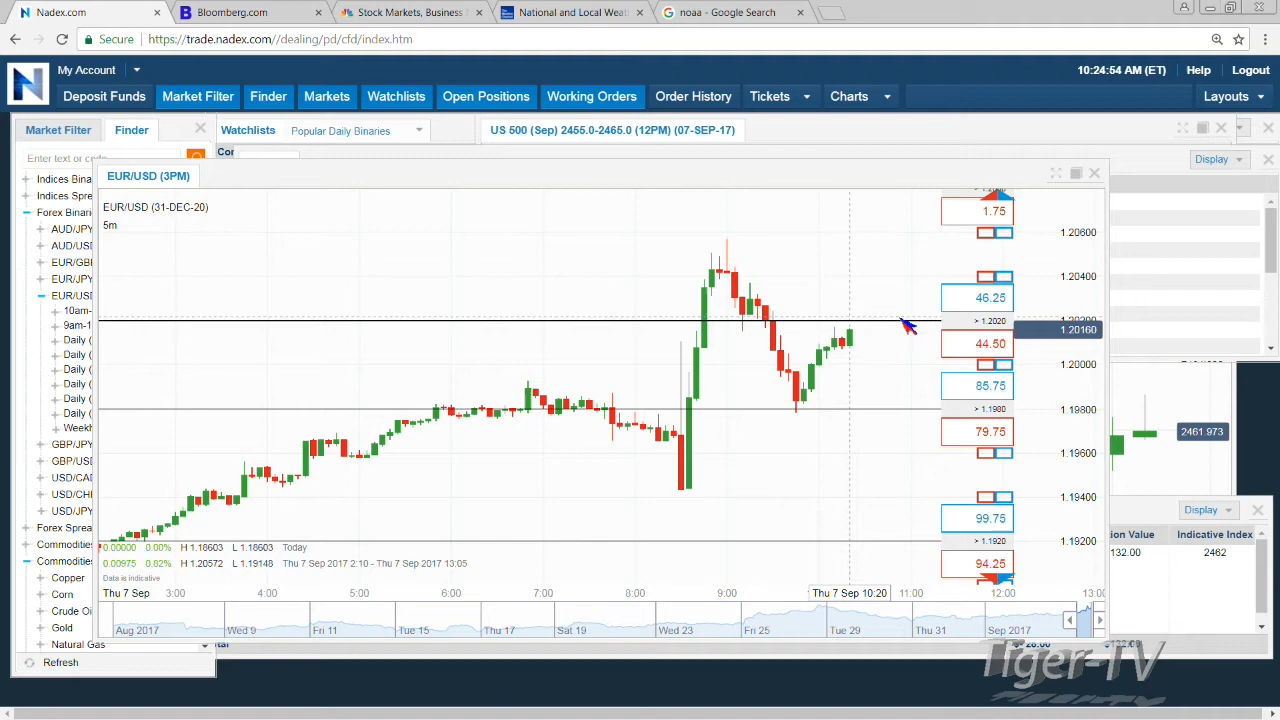 Nadex.com
Bloomberg.com
Stock Markets, Business
National and Local Weat
noaa - Google Search
Secure
https://trade.nadex.com//dealing/pd/cfd/index.htm
My Account
10:24:54 AM (ET)
Help
Logout
Deposit Funds
Market Filter
Finder
Markets
Watchlists
Open Positions
Working Orders
Order History
Tickets
Charts
Layouts
Market Filter
Finder
Watchlists
Popular Daily Binaries
US 500 (Sep) 2455.0-2465.0 (12PM) (07-SEP-17)
Enter text or code
Display
EUR/USD (3PM)
EUR/USD (31-DEC-20)
5m
Indices Bina
Indices Sprea
Forex Binari
AUD/JPY
AUD/USD
EUR/GBP
EUR/JPY
EUR/USD
10am-
9am-1
Daily (
Daily (
Daily (
Daily (
Daily (
Daily (
Weekl
GBP/JPY
GBP/USD
USD/CAD
USD/CHI
USD/JPY
Forex Sprea
Commoditie
Commodities
Copper
Corn
Crude Oi
Gold
Natural Gas
Refresh
1.75
46.25
> 1.2020
44.50
85.75
> 1.1980
79.75
99.75
> 1.1920
94.25
1.20600
1.20400
1.20200
1.20160
1.20000
1.19800
1.19600
1.19400
1.19200
2461.973
0.00000 0.00% H 1.18603 L 1.18603 Today
0.00975 0.82% H 1.20572 L 1.19148 Thu 7 Sep 2017 2:10 - Thu 7 Sep 2017 13:05
Data is indicative
Thu 7 Sep 3:00 4:00 5:00 6:00 7:00 8:00 9:00 Thu 7 Sep 10:20 11:00 12:00 13:00
Aug 2017 Wed 9 Fri 11 Tue 15 Thu 17 Sat 19 Wed 23 Fri 25 Tue 29 Thu 31 Sep 2017
Display
ion Value
Indicative Index
132.00
2462
Tiger-TV